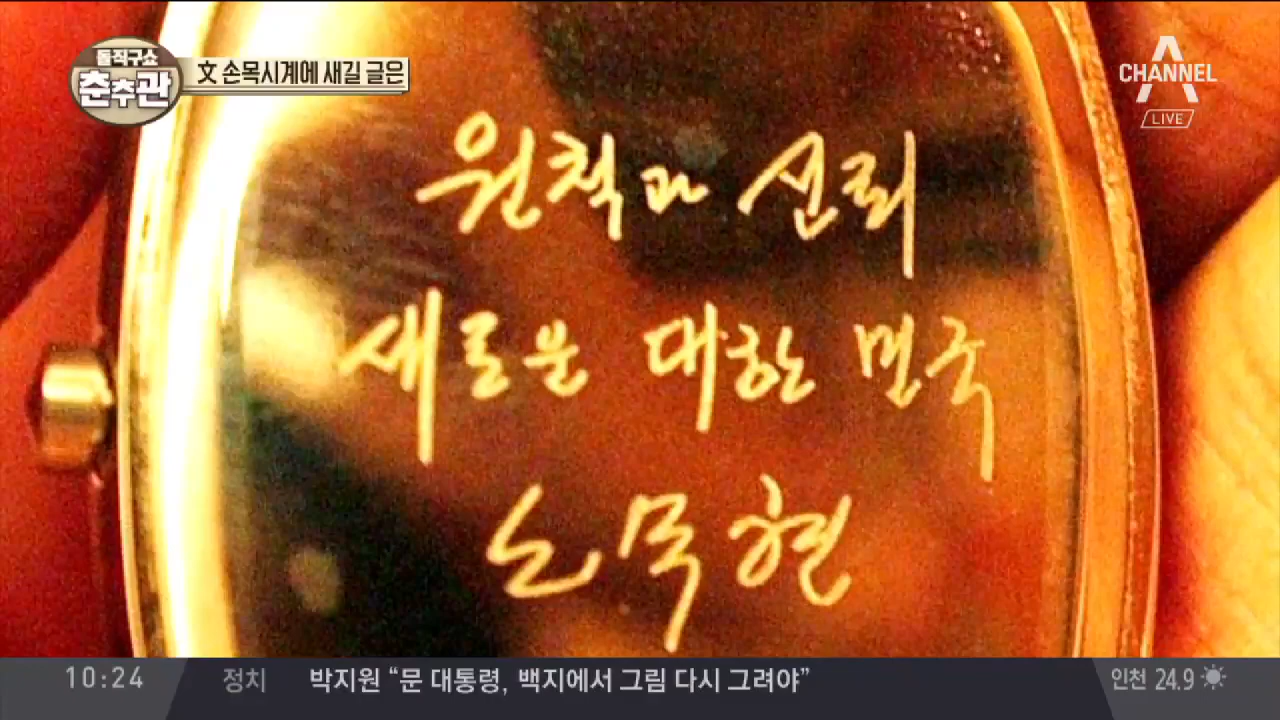 돌직구쇼
춘추관
文 손목시계에 새길 글은
CHANNEL A
LIVE
원칙과 신뢰
새로운 대한민국
노무현
10:24 정치 박지원 “문 대통령, 백지에서 그림 다시 그려야” 인천 24.9